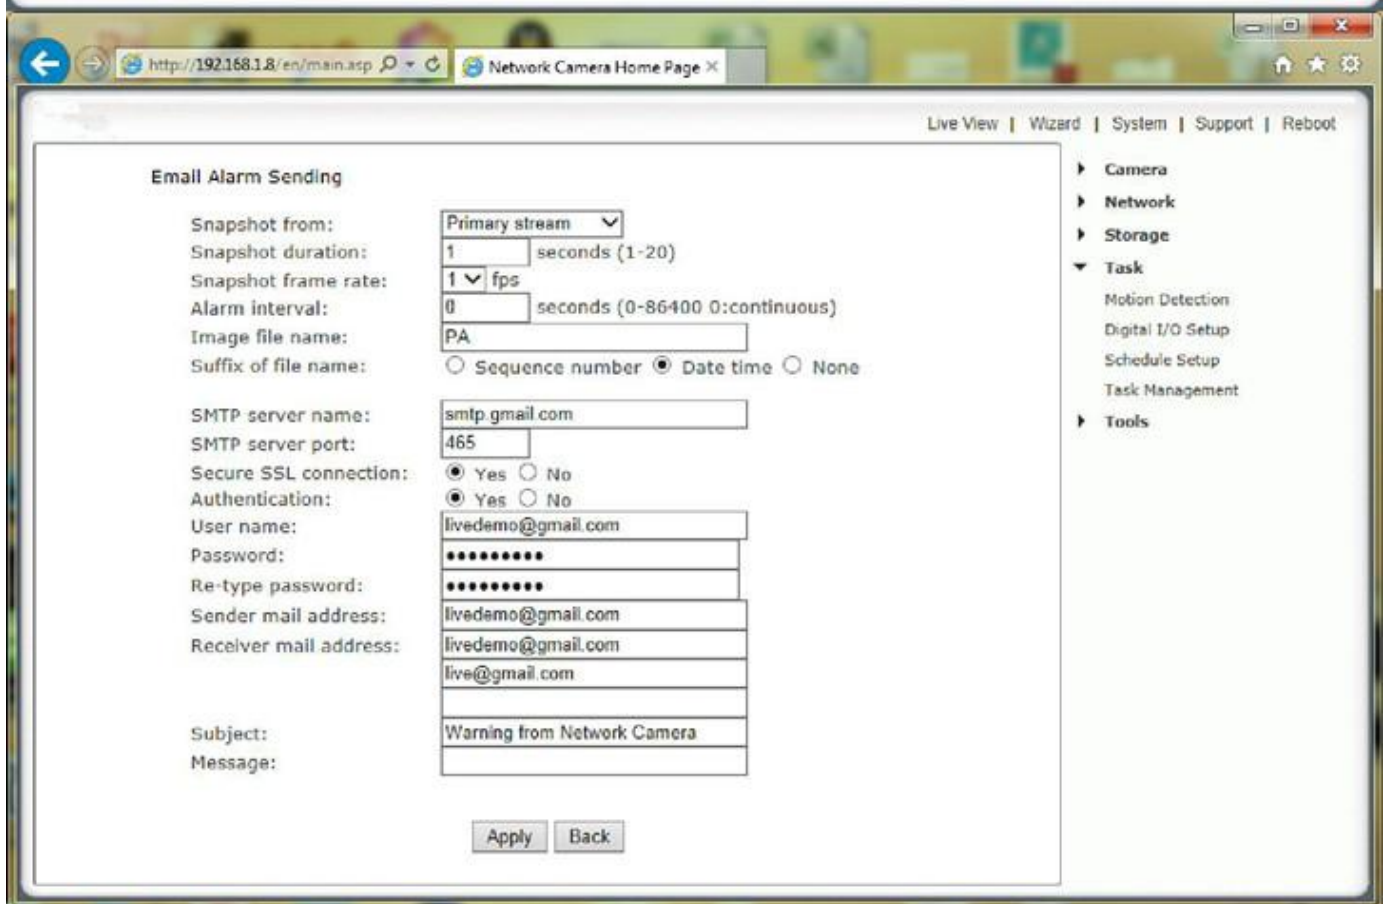 http://192.168.1.8/en/main.asp
Network Camera Home Page
Live View | Wizard | System | Support | Reboot
Email Alarm Sending
Snapshot from: Primary stream
Snapshot duration: 1 seconds (1-20)
Snapshot frame rate: 1 fps
Alarm interval: 0 seconds (0-86400 0:continuous)
Image file name: PA
Suffix of file name: Sequence number Date time None
SMTP server name: smtp.gmail.com
SMTP server port: 465
Secure SSL connection: Yes No
Authentication: Yes No
User name: livedemo@gmail.com
Password: •••••••••
Re-type password: •••••••••
Sender mail address: livedemo@gmail.com
Receiver mail address: livedemo@gmail.com
live@gmail.com
Subject: Warning from Network Camera
Message:
Apply Back
Camera
Network
Storage
Task
Motion Detection
Digital I/O Setup
Schedule Setup
Task Management
Tools